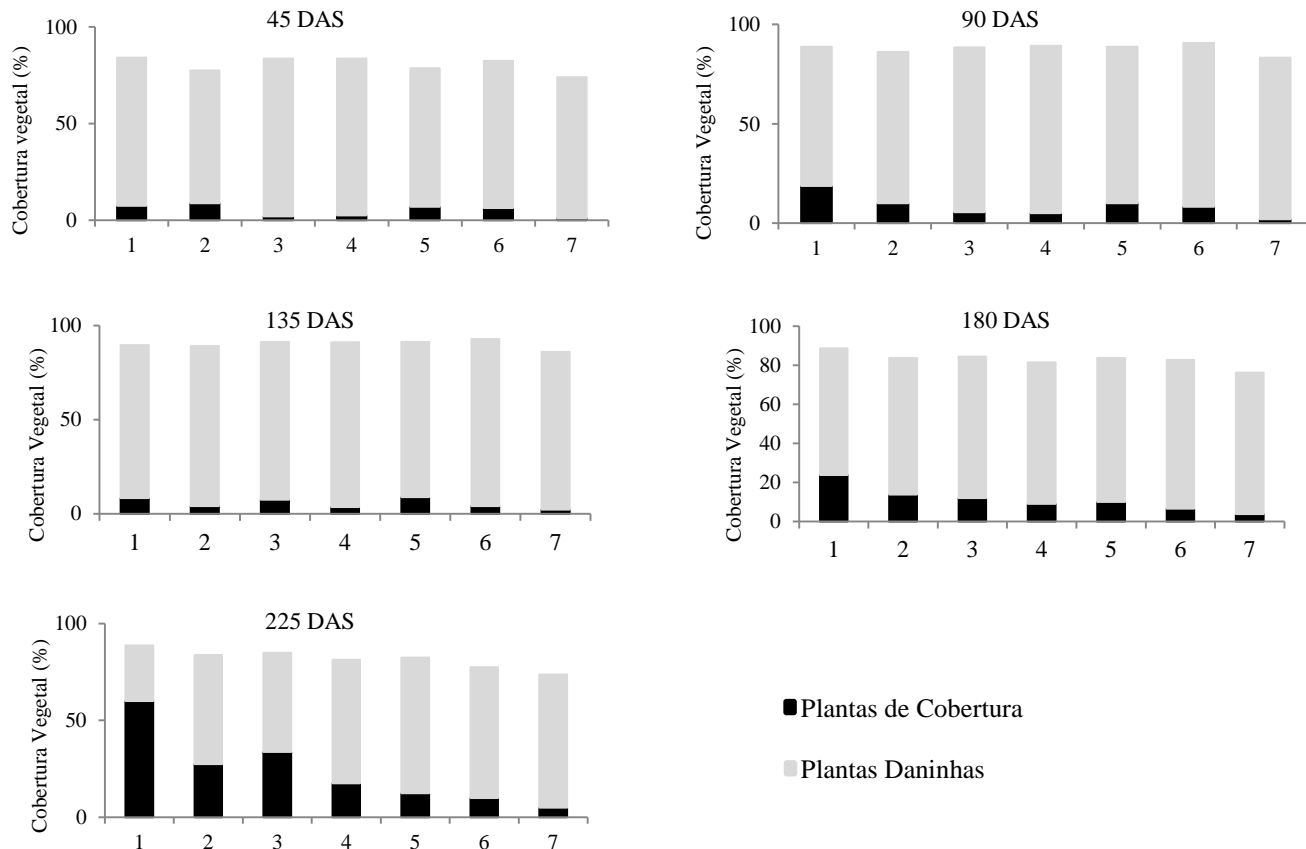 45 DAS
Cobertura vegetal (%)
100
50
0
1 2 3 4 5 6 7
90 DAS
Cobertura Vegetal (%)
100
50
0
1 2 3 4 5 6 7
135 DAS
Cobertura Vegetal (%)
100
50
0
1 2 3 4 5 6 7
180 DAS
Cobertura Vegetal (%)
100
80
60
40
20
0
1 2 3 4 5 6 7
225 DAS
Cobertura Vegetal (%)
100
50
0
1 2 3 4 5 6 7
Plantas de Cobertura
Plantas Daninhas